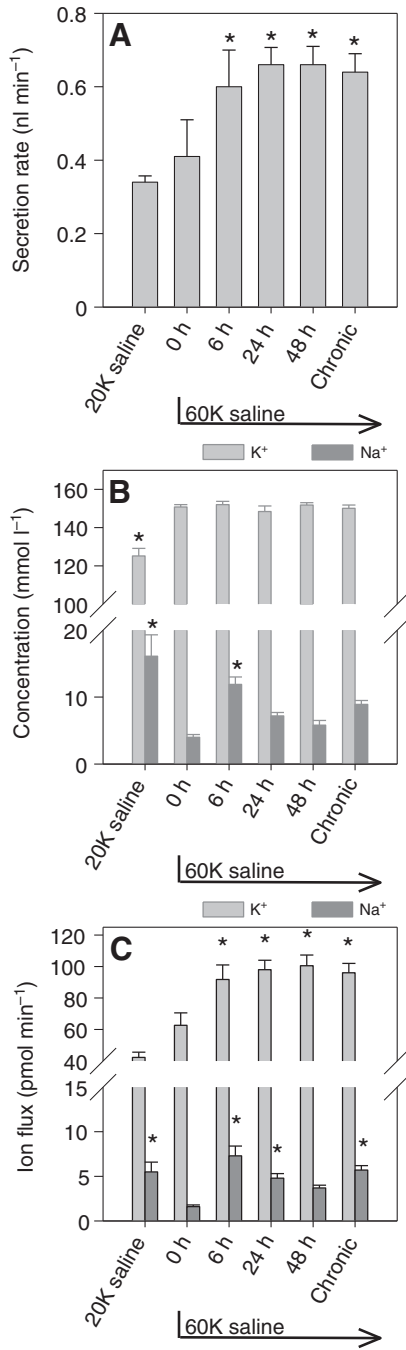 A
Secretion rate (nl min–1)
0.8
0.6
0.4
0.2
0
* * * *
20K saline 0 h 6 h 24 h 48 h Chronic
60K saline
K+ Na+
B
Concentration (mmol l–1)
160
140
120
100
20
10
0
*
* *
20K saline 0 h 6 h 24 h 48 h Chronic
60K saline
K+ Na+
C
Ion flux (pmol min–1)
120
100
80
60
40
15
10
5
0
* * * *
* * * *
20K saline 0 h 6 h 24 h 48 h Chronic
60K saline